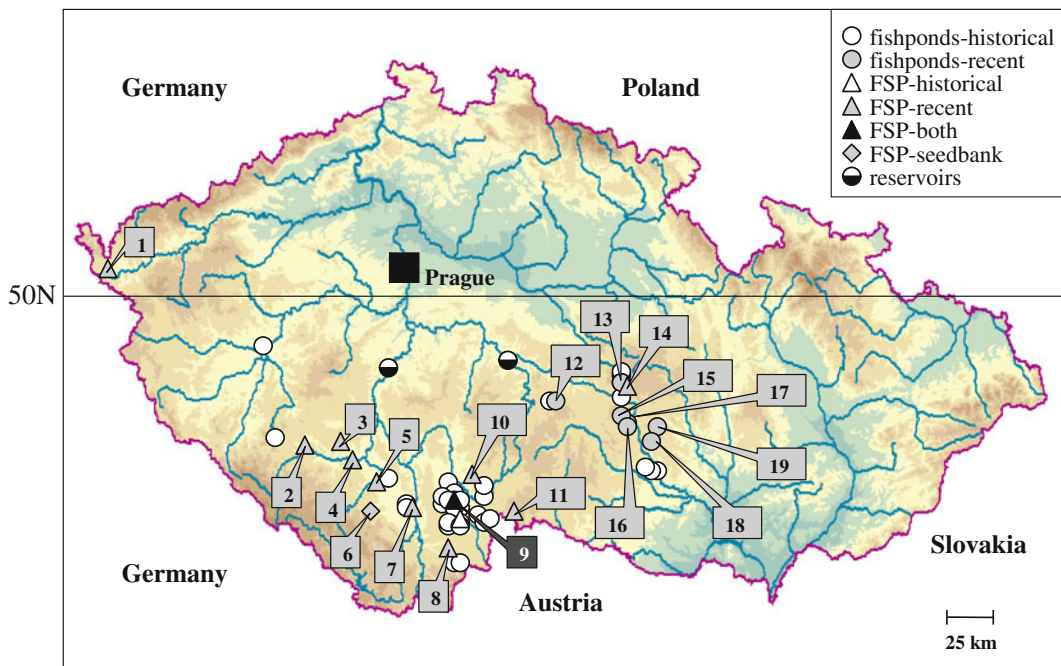 Germany
Poland
fishponds-historical
fishponds-recent
FSP-historical
FSP-recent
FSP-both
FSP-seedbank
reservoirs
1
Prague
50N
13
14
12
15
17
3
5
10
2
4
11
19
6
7
9
16
18
8
Germany
Austria
Slovakia
25 km